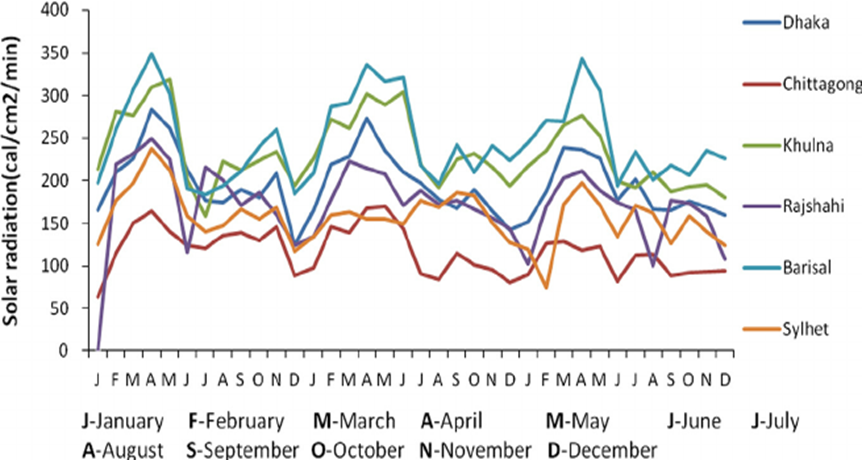 Solar radiation(cal/cm2/min)
400
350
300
250
200
150
100
50
0
J F M A M J J A S O N D J F M A M J J A S O N D J F M A M J J A S O N D
Dhaka
Chittagong
Khulna
Rajshahi
Barisal
Sylhet
J-January F-February M-March A-April M-May J-June J-July
A-August S-September O-October N-November D-December